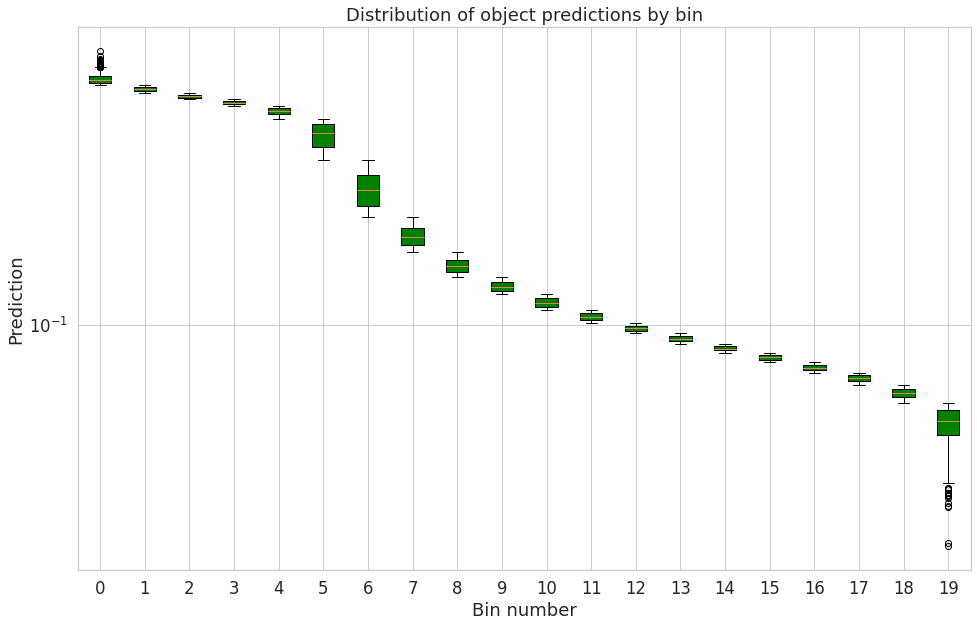 Distribution of object predictions by bin
Prediction
10⁻¹
0 1 2 3 4 5 6 7 8 9 10 11 12 13 14 15 16 17 18 19
Bin number